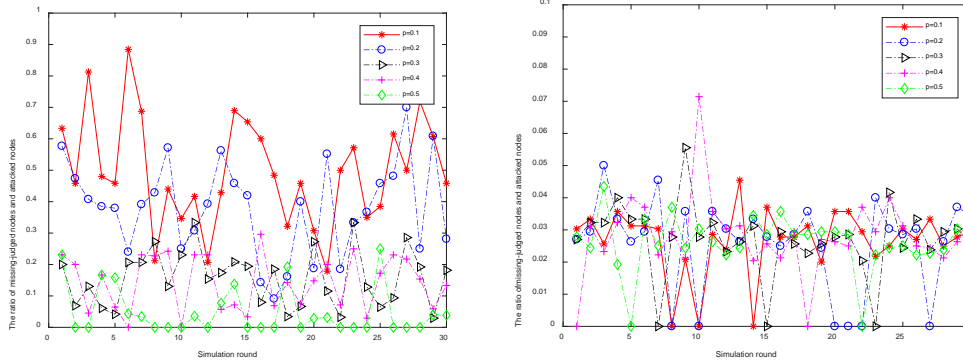 1
0.9
0.8
0.7
0.6
0.5
0.4
0.3
0.2
0.1
0
0 5 10 15 20 25 30
Simulation round
The ratio of missing-judged nodes and attacked nodes
p=0.1
p=0.2
p=0.3
p=0.4
p=0.5
0.1
0.09
0.08
0.07
0.06
0.05
0.04
0.03
0.02
0.01
0
0 5 10 15 20 25
Simulation round
The ratio of missing-judged and attacked nodes
p=0.1
p=0.2
p=0.3
p=0.4
p=0.5